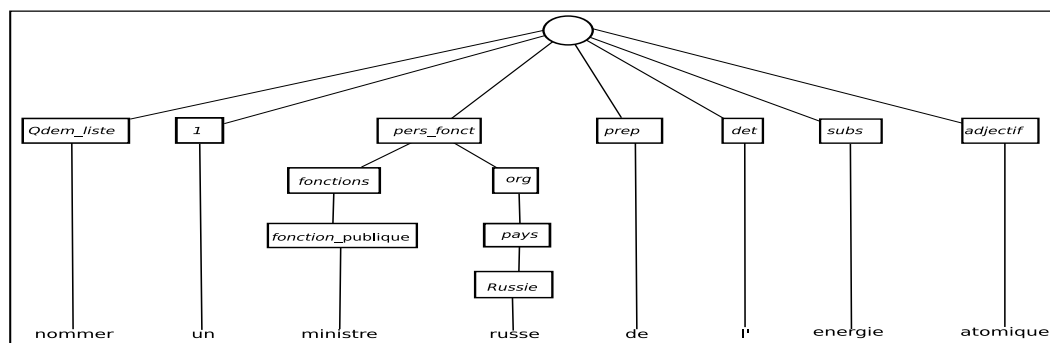 Qdem_liste 1 pers_fonct prep det subs adjectif
fonctions org
fonction_publique pays
Russie
nommer un ministre russe de l' energie atomique